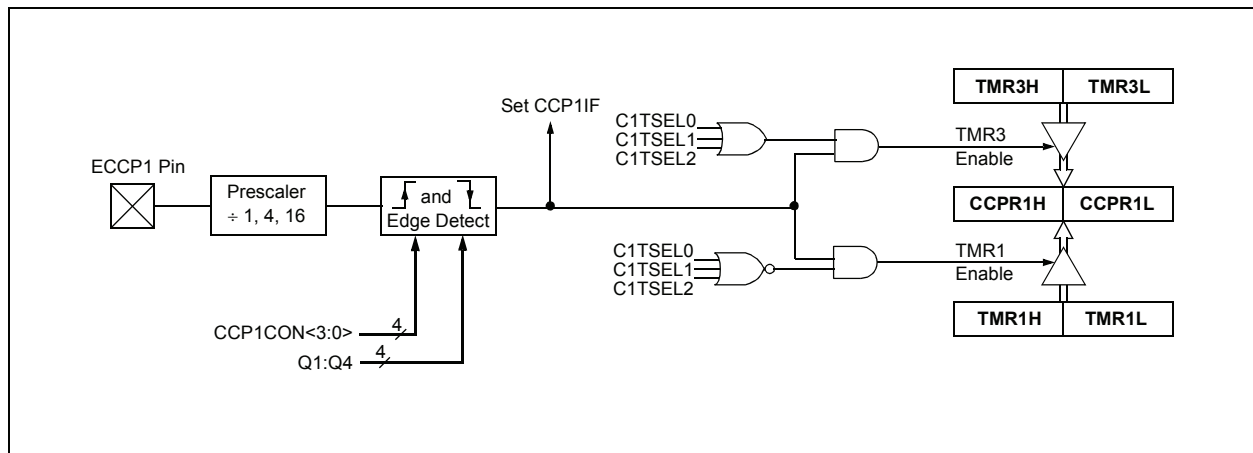 TMR3H TMR3L
Set CCP1IF
C1TSEL0
C1TSEL1
C1TSEL2
TMR3
Enable
ECCP1 Pin
Prescaler
÷ 1, 4, 16
and
Edge Detect
CCPR1H CCPR1L
C1TSEL0
C1TSEL1
C1TSEL2
TMR1
Enable
TMR1H TMR1L
CCP1CON<3:0>
4
Q1:Q4
4